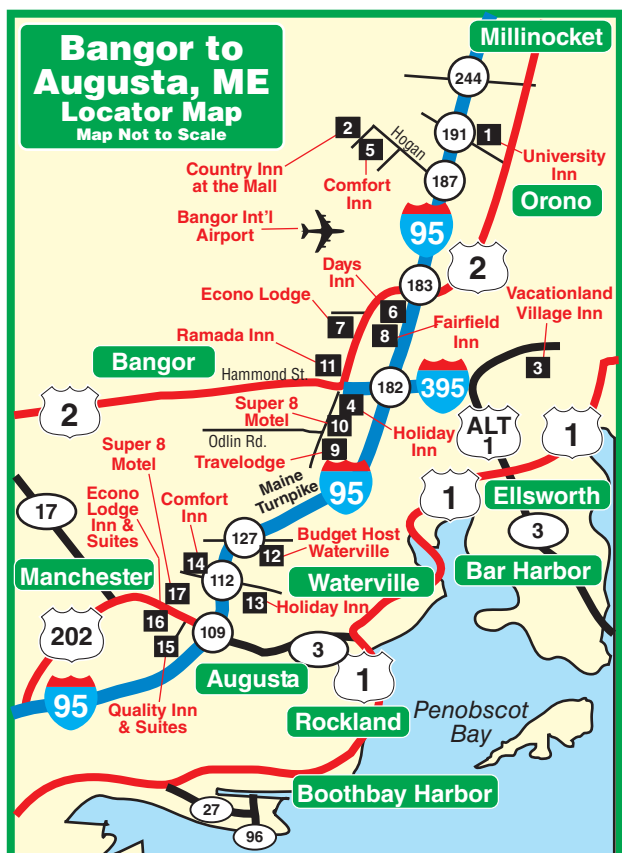 Bangor to
Augusta, ME
Locator Map
Map Not to Scale
Millinocket
244
2
Hogan
191
1
5
Country Inn
at the Mall
Comfort
Inn
187
University
Inn
Orono
Bangor Int'l
Airport
95
2
Days
Inn
183
Econo Lodge
6
Vacationland
Village Inn
7
8
Fairfield
Inn
Ramada Inn
11
Bangor
3
Hammond St.
182
395
2
4
Super 8
Motel
10
Holiday
Inn
ALT
1
1
Odlin Rd.
9
Travelodge
Super 8
Motel
Maine
Turnpike
95
1
Ellsworth
Econo
Lodge
Inn &
Suites
17
Comfort
Inn
127
3
14
12
Budget Host
Waterville
Manchester
112
Waterville
Bar Harbor
17
13
Holiday Inn
16
202
109
15
3
Augusta
1
95
Quality Inn
& Suites
Rockland
Penobscot
Bay
Boothbay Harbor
27
96